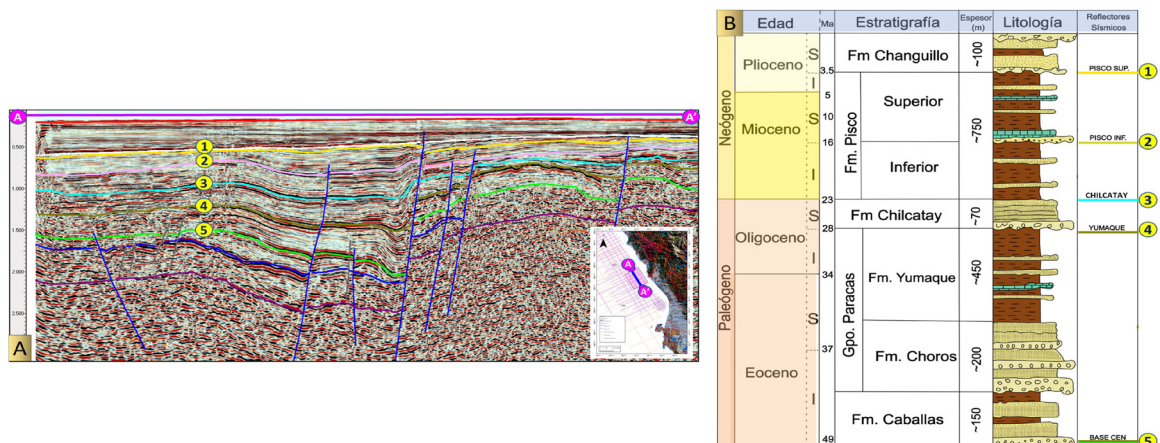 A
A'
0.500
1.000
1.500
2.000
2.500
1
2
3
4
5
A
A'
A
B
Edad
Ma
Estratigrafía
Espesor
(m)
Litología
Reflectores
Sísmicos
Neógeno
Paleógeno
Plioceno
Mioceno
Oligoceno
Eoceno
S
I
S
I
S
I
S
I
3.5
5
10
16
23
28
34
37
49
Fm Changuillo
Fm. Pisco
Superior
Inferior
Fm Chilcatay
Gpo. Paracas
Fm. Yumaque
Fm. Choros
Fm. Caballas
~100
~750
~70
~450
~200
~150
PISCO SUP.
1
PISCO INF.
2
CHILCATAY
3
YUMAQUE
4
BASE CEN
5